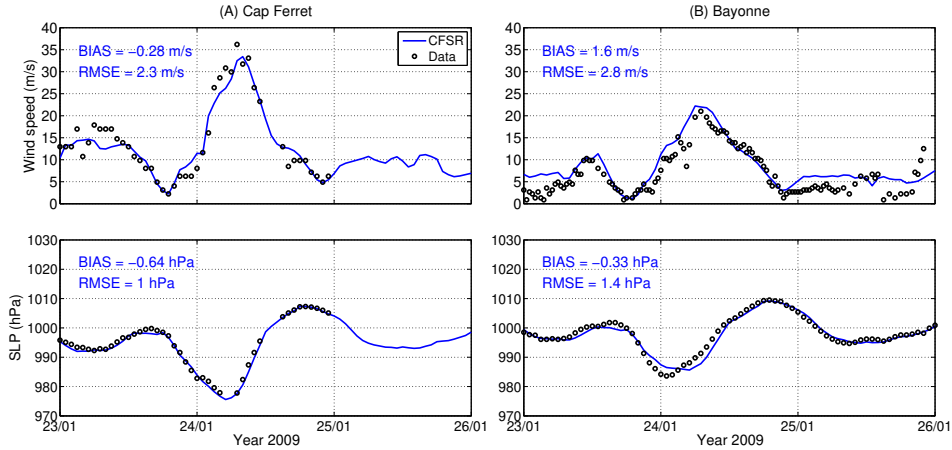 (A) Cap Ferret
(B) Bayonne
40
35
30
25
20
15
10
5
0
Wind speed (m/s)
BIAS = −0.28 m/s
RMSE = 2.3 m/s
CFSR
Data
40
35
30
25
20
15
10
5
0
BIAS = 1.6 m/s
RMSE = 2.8 m/s
1030
1020
1010
1000
990
980
970
SLP (hPa)
BIAS = −0.64 hPa
RMSE = 1 hPa
23/01
24/01
25/01
26/01
Year 2009
1030
1020
1010
1000
990
980
970
BIAS = −0.33 hPa
RMSE = 1.4 hPa
23/01
24/01
25/01
26/01
Year 2009